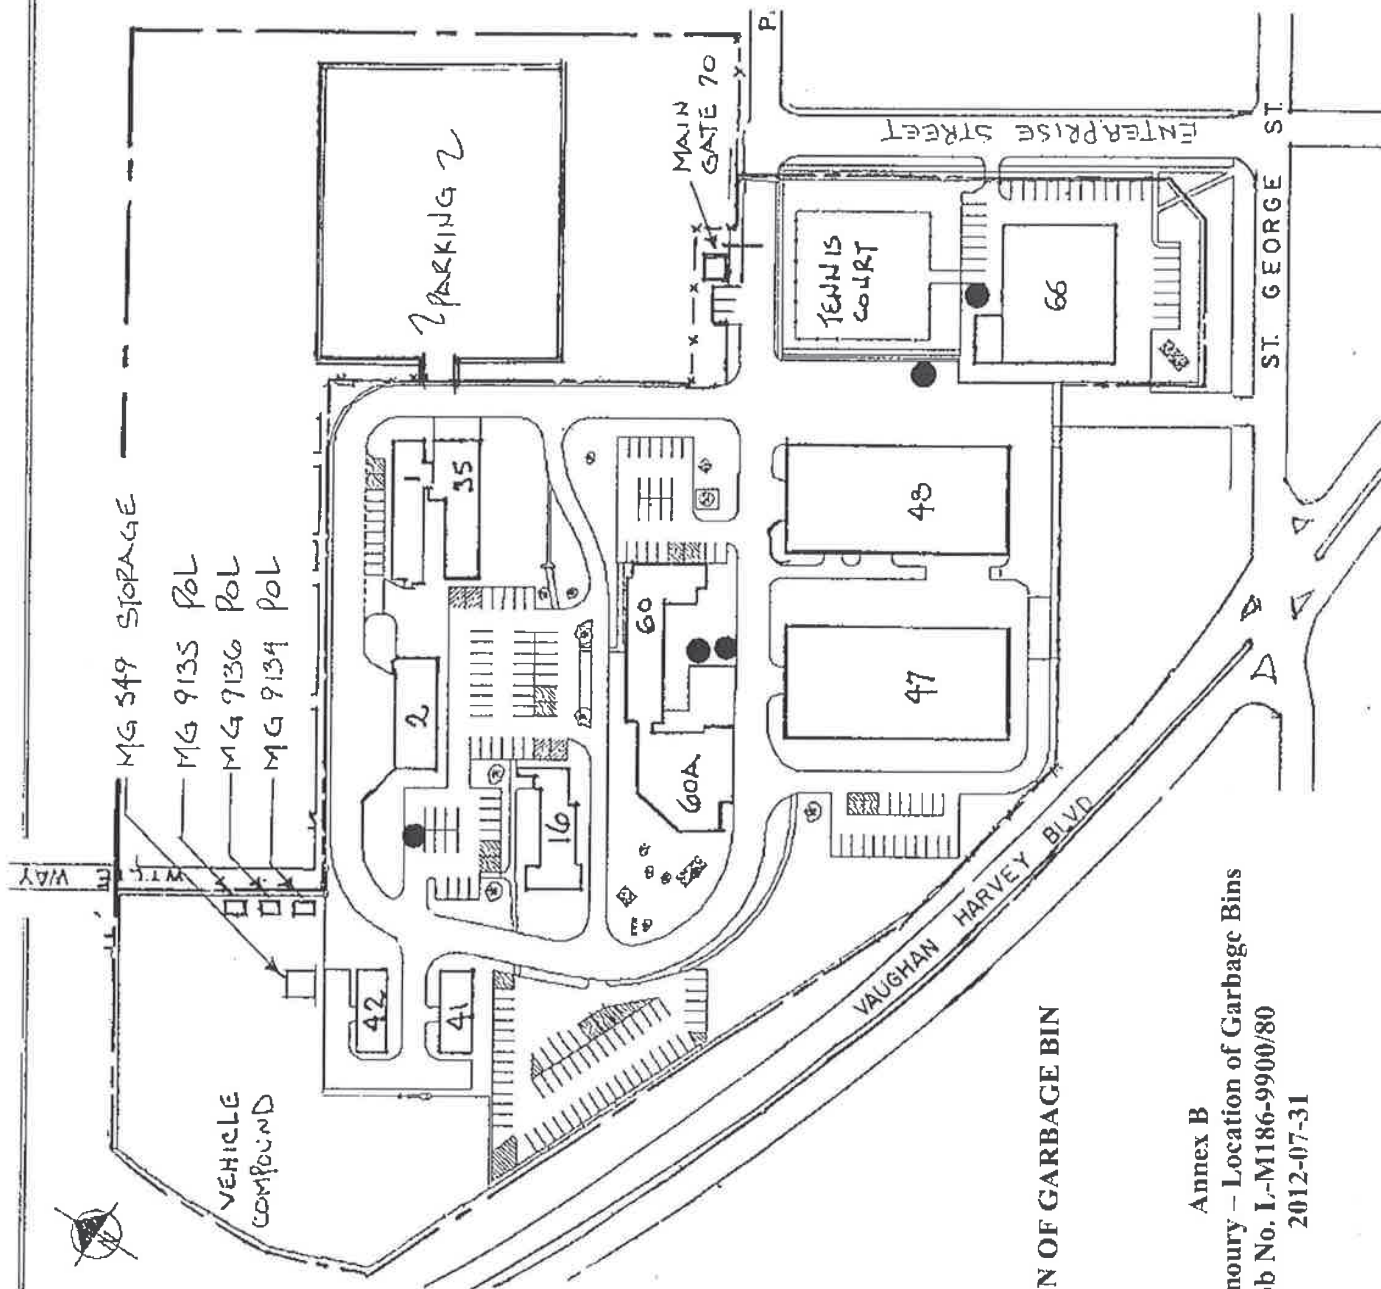 MG 549 STORAGE
MG 9135 POL
MG 9136 POL
MG 9134 POL
WAY
PARKING 2
MAIN
GATE 70
ENTERPRISE STREET
P.
TENNIS
COURT
66
ST. GEORGE ST.
1
35
2
60
60A
16
48
47
42
41
VEHICLE
COMPOUND
N
VAUGHAN HARVEY BLVD
N OF GARBAGE BIN
Annex B
moury – Location of Garbage Bins
b No. L-M186-9900/80
2012-07-31